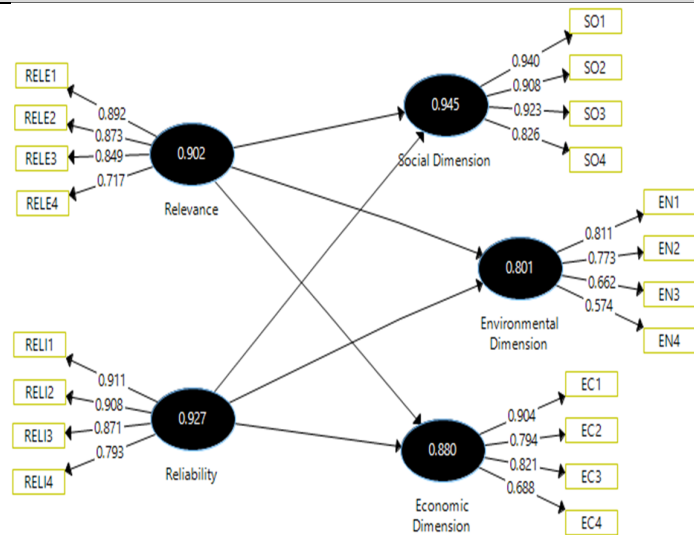 SO1
0.940
SO2
0.908
0.945
0.923
SO3
0.826
SO4
Social Dimension
RELE1
0.892
RELE2
0.873
0.902
RELE3
0.849
0.717
RELE4
Relevance
EN1
0.811
EN2
0.773
0.801
0.662
EN3
0.574
EN4
Environmental
Dimension
RELI1
0.911
RELI2
0.908
0.927
RELI3
0.871
0.793
RELI4
Reliability
EC1
0.904
EC2
0.794
0.880
0.821
EC3
0.688
EC4
Economic
Dimension